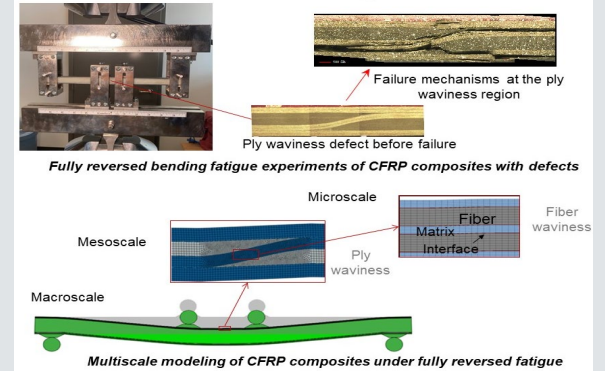 Failure mechanisms at the ply
waviness region
Ply waviness defect before failure
Fully reversed bending fatigue experiments of CFRP composites with defects
Microscale
Fiber
Matrix
Interface
Fiber
waviness
Mesoscale
Ply
waviness
Macroscale
Multiscale modeling of CFRP composites under fully reversed fatigue